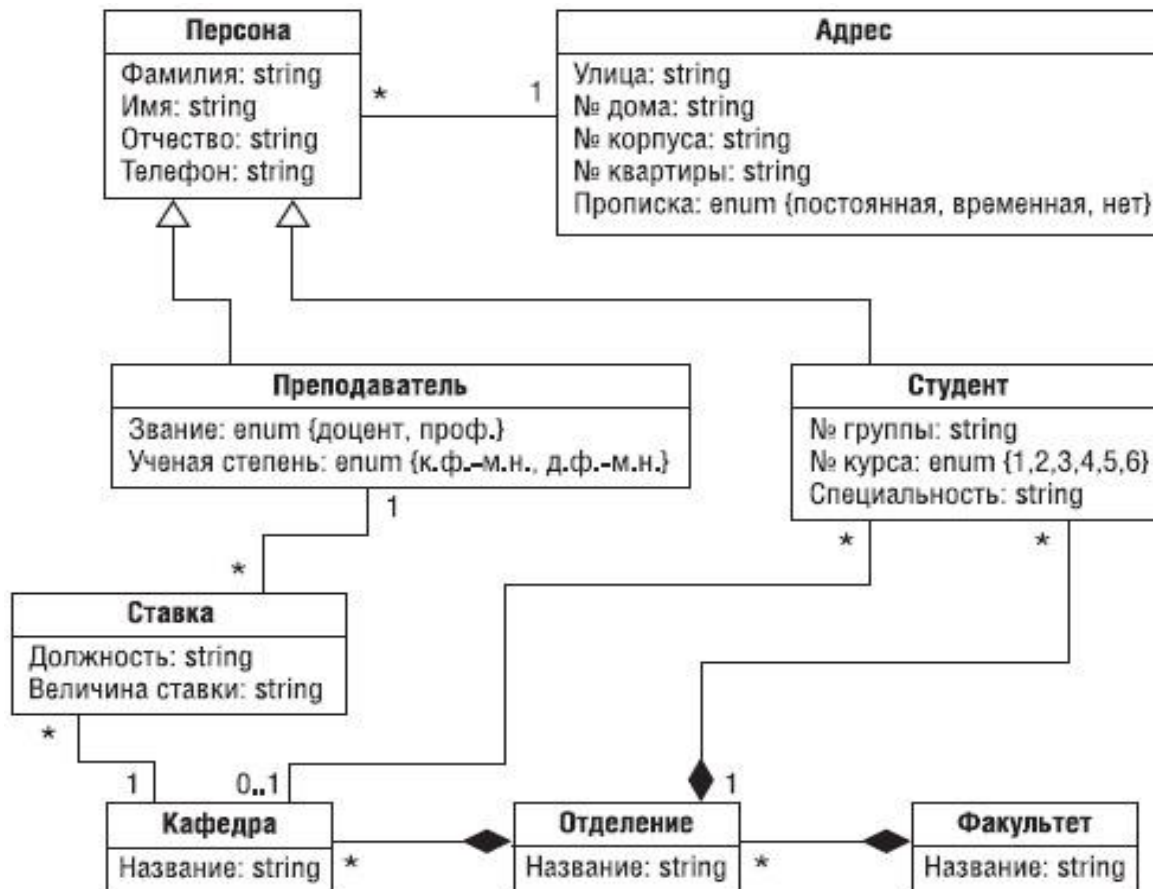 Персона
Фамилия: string
Имя: string
Отчество: string
Телефон: string
*
1
Адрес
Улица: string
№ дома: string
№ корпуса: string
№ квартиры: string
Прописка: enum {постоянная, временная, нет}
Преподаватель
Звание: enum {доцент, проф.}
Ученая степень: enum {к.ф.-м.н., д.ф.-м.н.}
Студент
№ группы: string
№ курса: enum {1,2,3,4,5,6}
Специальность: string
1
*
*
*
Ставка
Должность: string
Величина ставки: string
*
1
0..1
1
Кафедра
Название: string
*
Отделение
Название: string
*
Факультет
Название: string